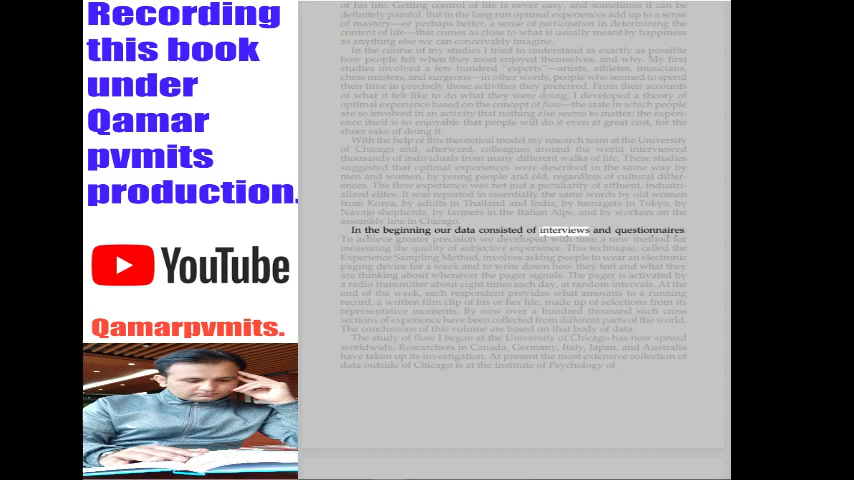 Recording
this book
under
Qamar
pvmits
production.
YouTube
Qamarpvmits.
of his life. Getting control of life is never easy, and sometimes it can be
definitely painful. But in the long run optimal experiences add up to a sense
of mastery—or perhaps better, a sense of participation in determining the
content of life—that comes as close to what is usually meant by happiness
as anything else we can conceivably imagine.
In the course of my studies I tried to understand as exactly as possible
how people felt when they most enjoyed themselves, and why. My first
studies involved a few hundred "experts"—artists, athletes, musicians,
chess masters, and surgeons—in other words, people who seemed to spend
their time in precisely those activities they preferred. From their accounts
of what it felt like to do what they were doing, I developed a theory of
optimal experience based on the concept of flow—the state in which people
are so involved in an activity that nothing else seems to matter; the experi-
ence itself is so enjoyable that people will do it even at great cost, for the
sheer sake of doing it.
With the help of this theoretical model my research team at the University
of Chicago and, afterward, colleagues around the world interviewed
thousands of individuals from many different walks of life. These studies
suggested that optimal experiences were described in the same way by
men and women, by young people and old, regardless of cultural differ-
ences. The flow experience was not just a peculiarity of affluent, industri-
alized elites. It was reported in essentially the same words by old women
from Korea, by adults in Thailand and India, by teenagers in Tokyo, by
Navajo shepherds, by farmers in the Italian Alps, and by workers on the
assembly line in Chicago.
In the beginning our data consisted of interviews and questionnaires.
To achieve greater precision we developed with time a new method for
measuring the quality of subjective experience. This technique, called the
Experience Sampling Method, involves asking people to wear an electronic
paging device for a week and to write down how they feel and what they
are thinking about whenever the pager signals. The pager is activated by
a radio transmitter about eight times each day, at random intervals. At the
end of the week, each respondent provides what amounts to a running
record, a written film clip of his or her life, made up of selections from its
representative moments. By now over a hundred thousand such cross
sections of experience have been collected from different parts of the world.
The conclusions of this volume are based on that body of data.
The study of flow I began at the University of Chicago has now spread
worldwide. Researchers in Canada, Germany, Italy, Japan, and Australia
have taken up its investigation. At present the most extensive collection of
data outside of Chicago is at the Institute of Psychology of